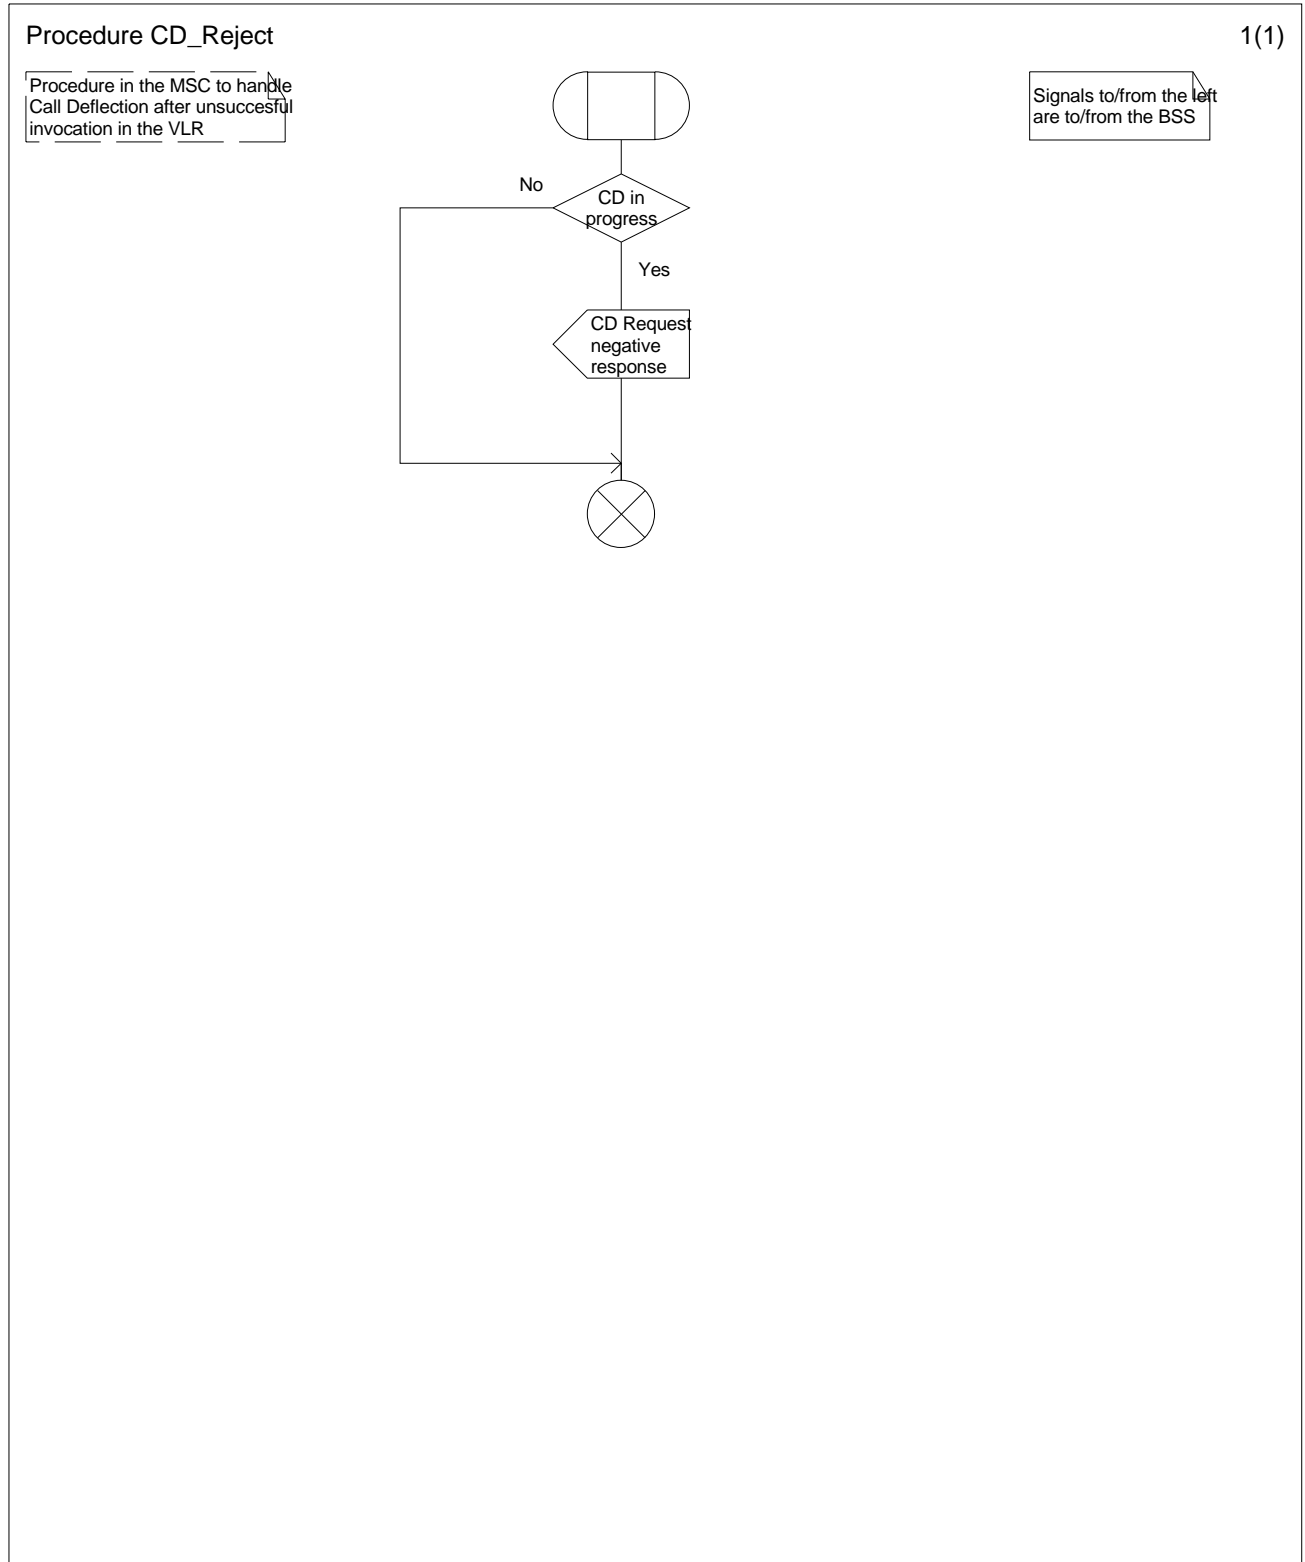 Procedure CD_Reject
1(1)
Procedure in the MSC to handle
Call Deflection after unsuccesful
invocation in the VLR
Signals to/from the left
are to/from the BSS
No
CD in
progress
Yes
CD Request
negative
response